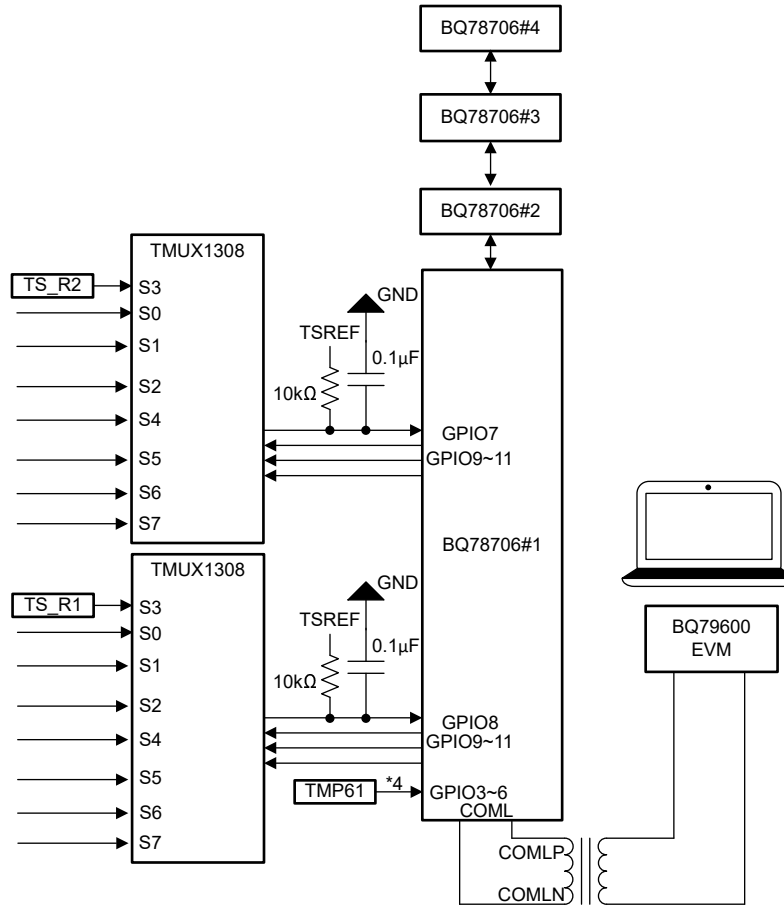 BQ78706#4
BQ78706#3
BQ78706#2
TMUX1308
TS_R2
S3
S0
S1
S2
S4
S5
S6
S7
GND
TSREF
0.1µF
10kΩ
GPIO7
GPIO9~11
BQ78706#1
TMUX1308
TS_R1
S3
S0
S1
S2
S4
S5
S6
S7
GND
TSREF
0.1µF
10kΩ
GPIO8
GPIO9~11
TMP61
*4
GPIO3~6
COML
COMLP
COMLN
BQ79600
EVM